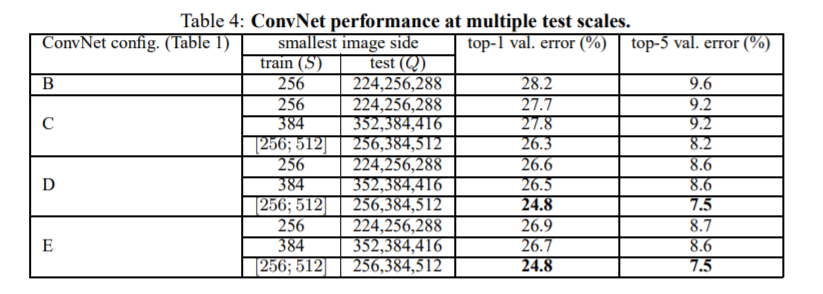 Table 4: ConvNet performance at multiple test scales.
ConvNet config. (Table 1) smallest image side top-1 val. error (%) top-5 val. error (%)
train (S) test (Q)
B 256 224,256,288 28.2 9.6
256 224,256,288 27.7 9.2
C 384 352,384,416 27.8 9.2
[256; 512] 256,384,512 26.3 8.2
256 224,256,288 26.6 8.6
D 384 352,384,416 26.5 8.6
[256; 512] 256,384,512 24.8 7.5
256 224,256,288 26.9 8.7
E 384 352,384,416 26.7 8.6
[256; 512] 256,384,512 24.8 7.5